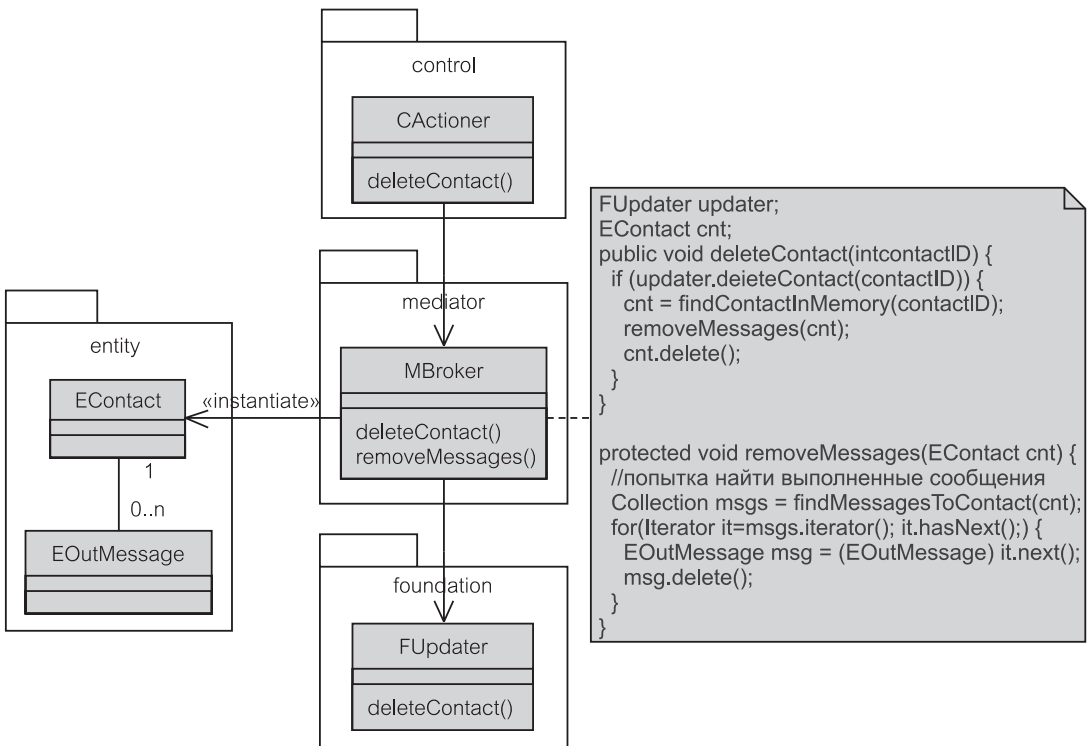 control
CActioner
deleteContact()
mediator
MBroker
deleteContact()
removeMessages()
«instantiate»
entity
EContact
1
0..n
EOutMessage
foundation
FUpdater
deleteContact()
FUpdater updater;
EContact cnt;
public void deleteContact(intcontactID) {
if (updater.deieteContact(contactID)) {
cnt = findContactInMemory(contactID);
removeMessages(cnt);
cnt.delete();
}
}
protected void removeMessages(EContact cnt) {
//попытка найти выполненные сообщения
Collection msgs = findMessagesToContact(cnt);
for(Iterator it=msgs.iterator(); it.hasNext();) {
EOutMessage msg = (EOutMessage) it.next();
msg.delete();
}
}